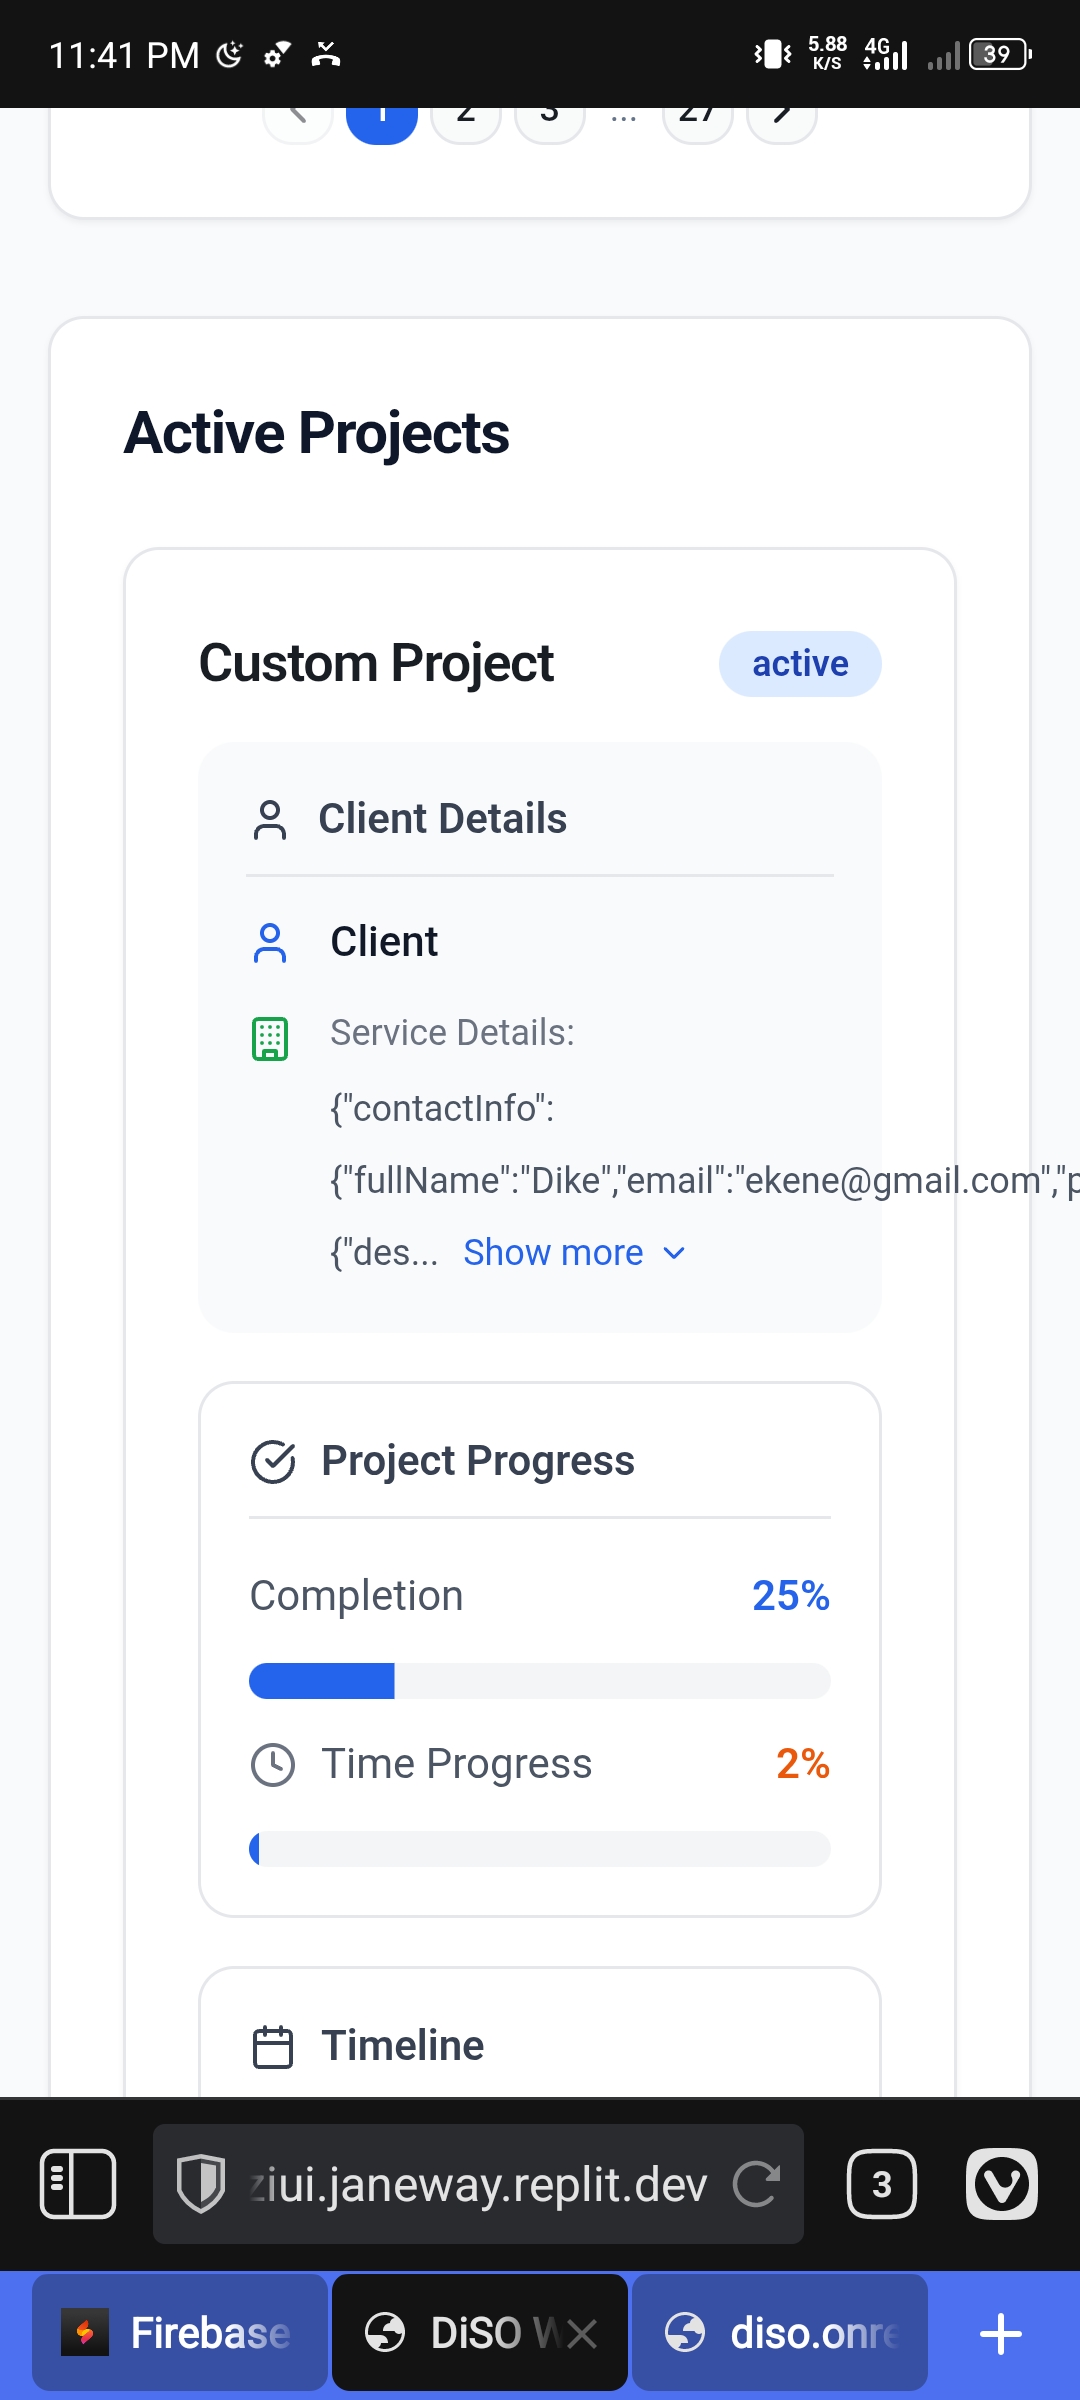 11:41 PM
5.88 K/S 4G 39
1 2 3 ... 27
Active Projects
Custom Project
active
Client Details
Client
Service Details:
{"contactInfo":
{"fullName":"Dike","email":"ekene@gmail.com","p
{"des... Show more
Project Progress
Completion 25%
Time Progress 2%
Timeline
ziui.janeway.replit.dev
3
Firebase
DiSO W
diso.onre